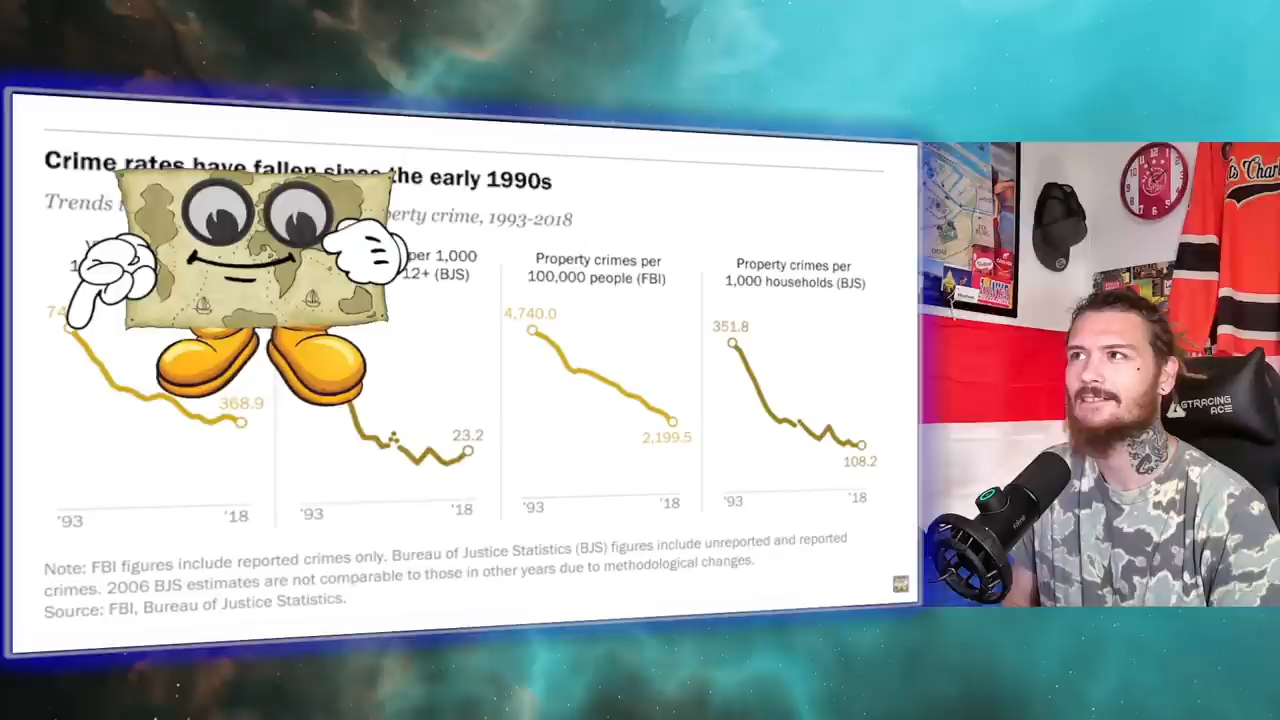 Crime rates have fallen since the early 1990s
Trends
perty crime, 1993-2018
per 1,000
12+ (BJS)
Property crimes per
100,000 people (FBI)
Property crimes per
1,000 households (BJS)
74
368.9
23.2
4,740.0
2,199.5
351.8
108.2
'93
'18
'93
'18
'93
'18
'93
'18
Note: FBI figures include reported crimes only. Bureau of Justice Statistics (BJS) figures include unreported and reported
crimes. 2006 BJS estimates are not comparable to those in other years due to methodological changes.
Source: FBI, Bureau of Justice Statistics.
GTRACING
ACE